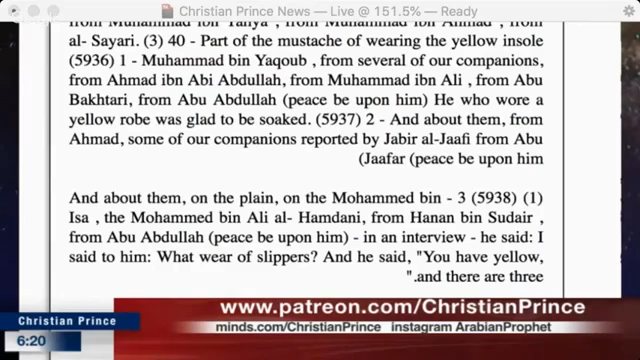 Christian Prince News — Live @ 151.5% — Ready
from Muhammad ibn Yahya, from Muhammad ibn Ahmad, from
al- Sayari. (3) 40 - Part of the mustache of wearing the yellow insole
(5936) 1 - Muhammad bin Yaqoub , from several of our companions,
from Ahmad ibn Abi Abdullah, from Muhammad ibn Ali , from Abu
Bakhtari, from Abu Abdullah (peace be upon him) He who wore a
yellow robe was glad to be soaked. (5937) 2 - And about them, from
Ahmad, some of our companions reported by Jabir al-Jaafi from Abu
(Jaafar (peace be upon him
And about them, on the plain, on the Mohammed bin - 3 (5938) (1)
Isa , the Mohammed bin Ali al- Hamdani, from Hanan bin Sudair ,
from Abu Abdullah (peace be upon him) - in an interview - he said: I
said to him: What wear of slippers? And he said, "You have yellow,
".and there are three
www.patreon.com/ChristianPrince
Christian Prince
minds.com/ChristianPrince instagram ArabianProphet
6:20